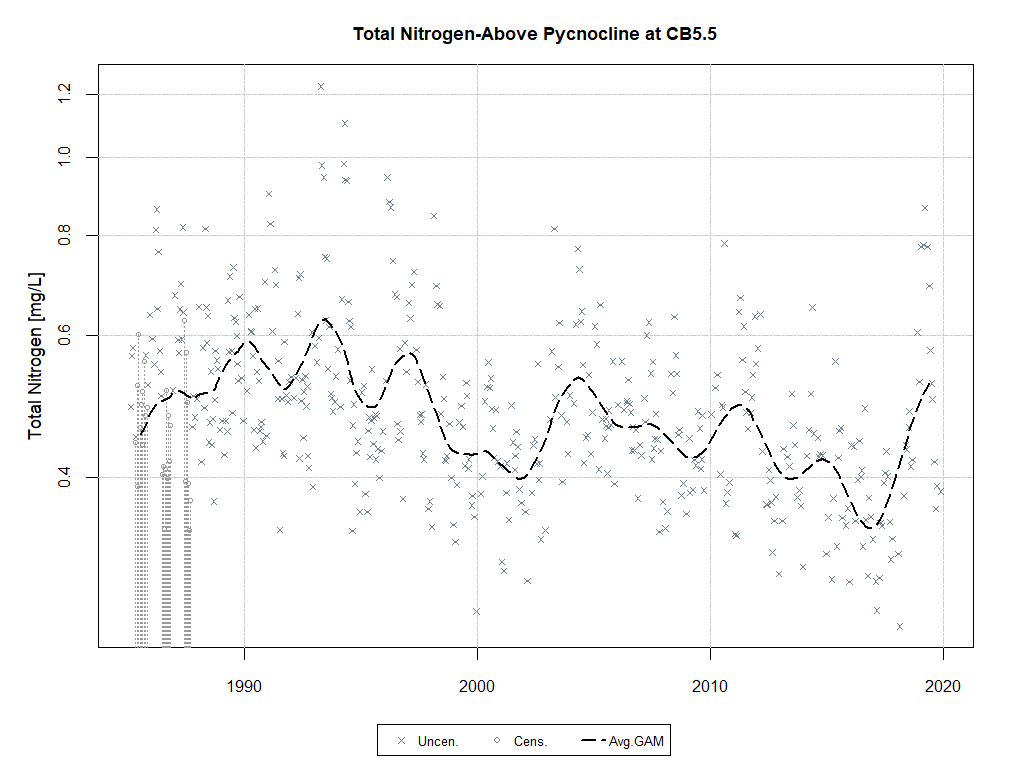 Total Nitrogen-Above Pycnocline at CB5.5
Total Nitrogen [mg/L]
1.2
1.0
0.8
0.6
0.4
1990 2000 2010 2020
Uncen. Cens. Avg.GAM